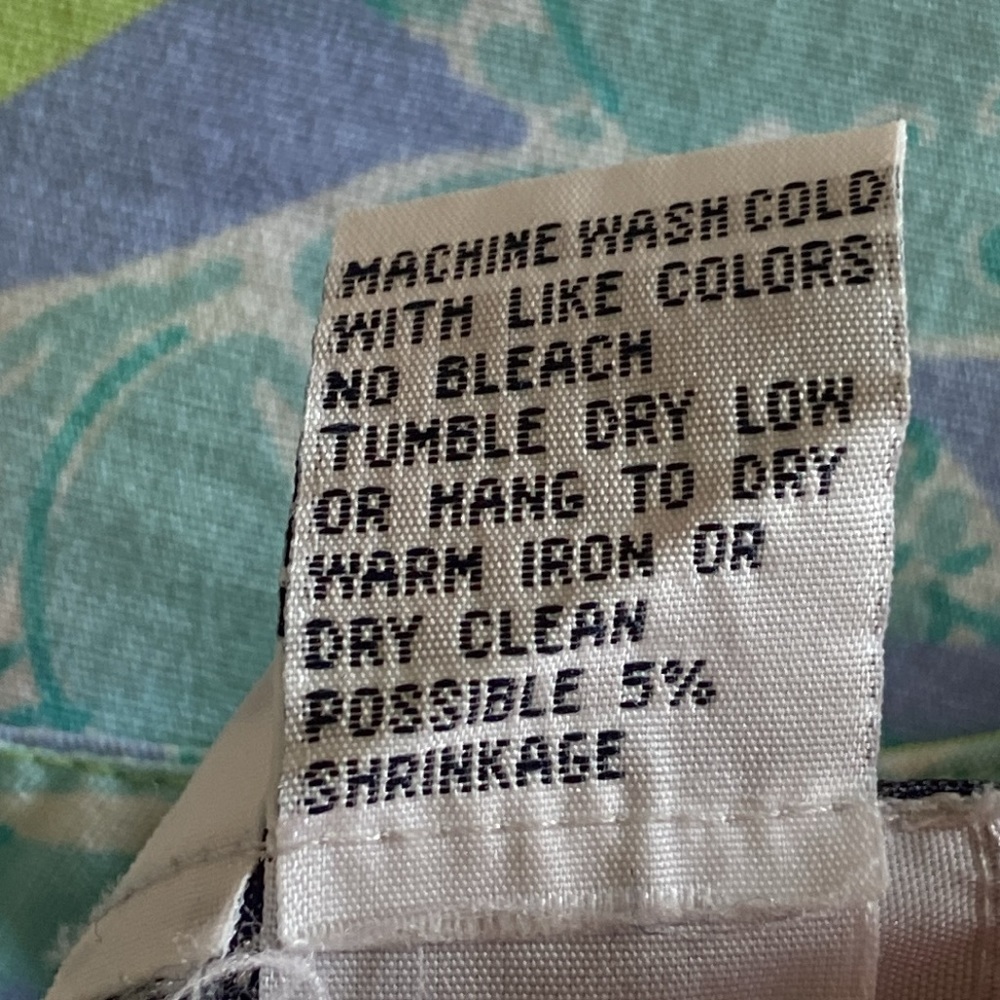 MACHINE WASH COLD
WITH LIKE COLORS
NO BLEACH
TUMBLE DRY LOW
OR HANG TO DRY
WARM IRON OR
DRY CLEAN
POSSIBLE 5%
SHRINKAGE